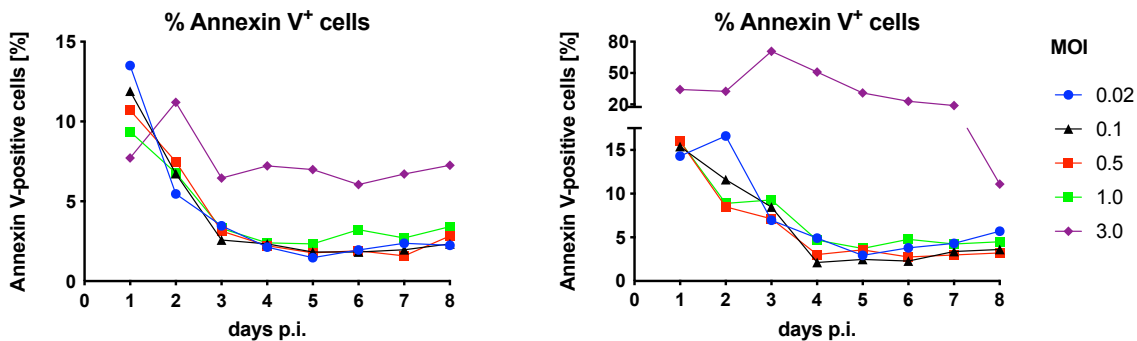 % Annexin V+ cells
Annexin V-positive cells [%]
15
10
5
0
0 1 2 3 4 5 6 7 8
days p.i.
% Annexin V+ cells
Annexin V-positive cells [%]
80
50
20
15
10
5
0
0 1 2 3 4 5 6 7 8
days p.i.
MOI
0.02
0.1
0.5
1.0
3.0